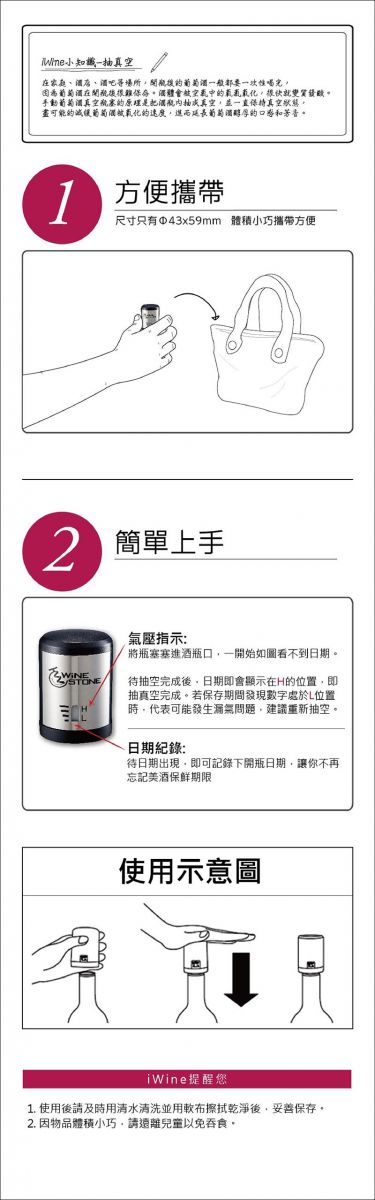 iWine小知識-抽真空
在家庭、酒店、酒吧等場所，開瓶後的葡萄酒一般都要一次性喝完，
因為葡萄酒在開瓶後很難保存。酒體會被空氣中的氧氣氧化，很快就變質發酸。
手動葡萄酒真空瓶塞的原理是把酒瓶內抽成真空，並一直保持真空狀態，
盡可能的減緩葡萄酒被氧化的速度，進而延長葡萄酒醇厚的口感和芳香。
1
方便攜帶
尺寸只有Φ43x59mm 體積小巧攜帶方便
2
簡單上手
WiNE
STONE
H
L
氣壓指示:
將瓶塞塞進酒瓶口，一開始如圖看不到日期。
待抽空完成後，日期即會顯示在H的位置，即
抽真空完成。若保存期間發現數字處於L位置
時，代表可能發生漏氣問題，建議重新抽空。
日期紀錄:
待日期出現，即可記錄下開瓶日期，讓你不再
忘記美酒保鮮期限
使用示意圖
iWine提醒您
1. 使用後請及時用清水清洗並用軟布擦拭乾淨後，妥善保存。
2. 因物品體積小巧，請遠離兒童以免吞食。